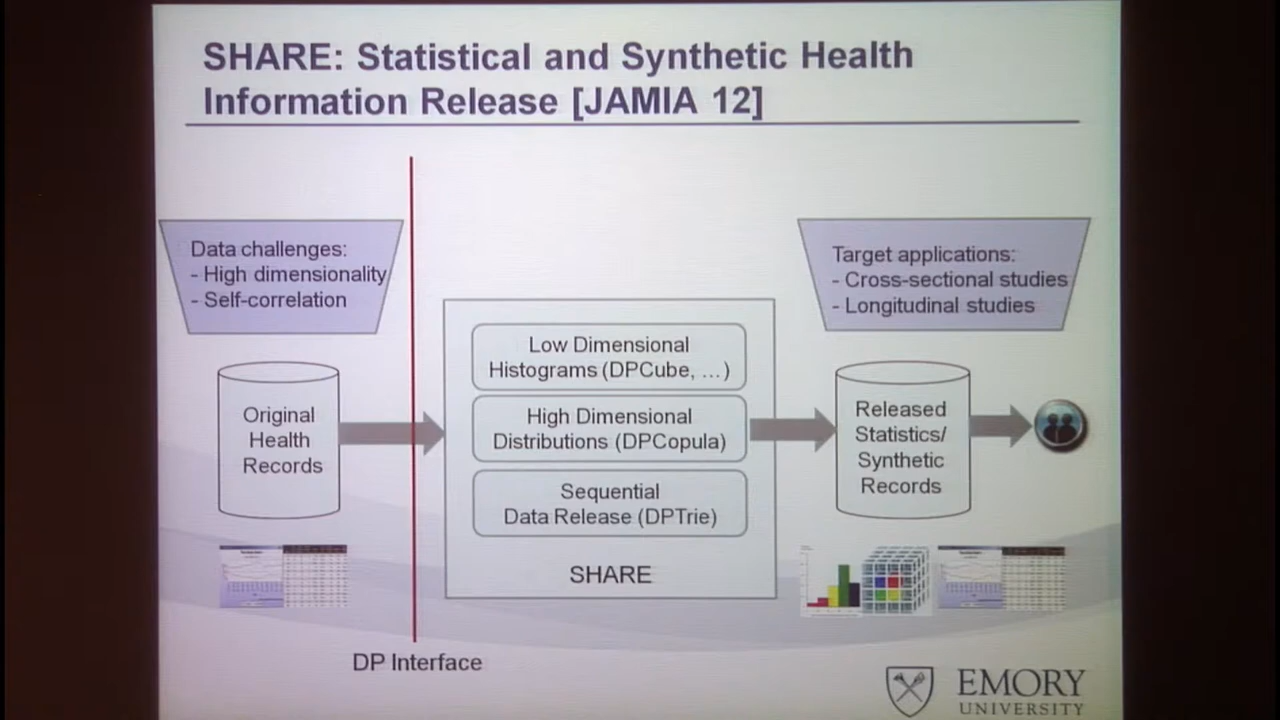 SHARE: Statistical and Synthetic Health
Information Release [JAMIA 12]
Data challenges:
- High dimensionality
- Self-correlation
Target applications:
- Cross-sectional studies
- Longitudinal studies
Original
Health
Records
Low Dimensional
Histograms (DPCube, …)
High Dimensional
Distributions (DPCopula)
Sequential
Data Release (DPTrie)
SHARE
Released
Statistics/
Synthetic
Records
DP Interface
EMORY
UNIVERSITY